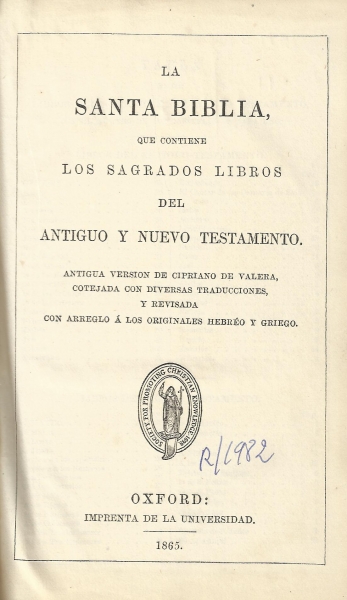 LA
SANTA BIBLIA,
QUE CONTIENE
LOS SAGRADOS LIBROS
DEL
ANTIGUO Y NUEVO TESTAMENTO.
ANTIGUA VERSION DE CIPRIANO DE VALERA,
COTEJADA CON DIVERSAS TRADUCCIONES,
Y REVISADA
CON ARREGLO Á LOS ORIGINALES HEBRÉO Y GRIEGO.
SOCIETY FOR PROMOTING CHRISTIAN KNOWLEDGE 1698
R/1982
OXFORD:
IMPRENTA DE LA UNIVERSIDAD.
1865.